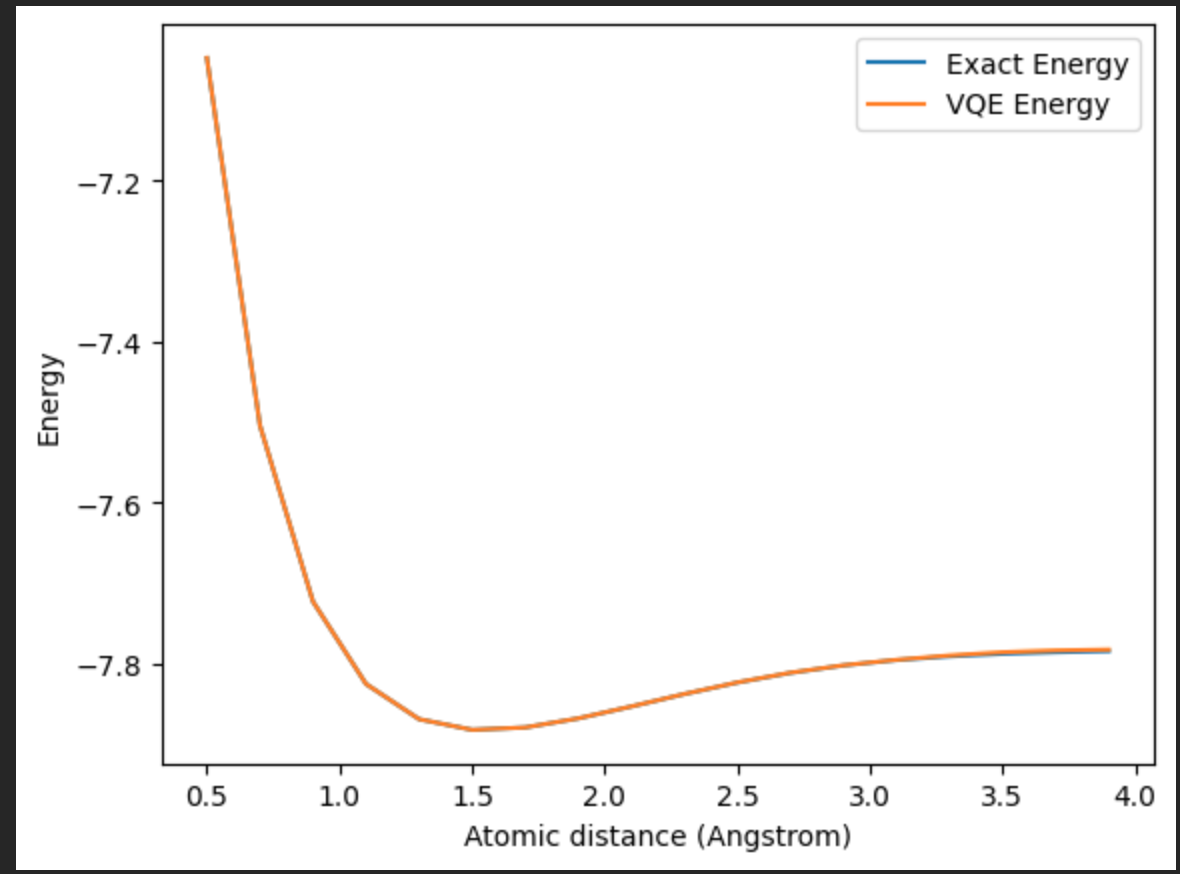 Exact Energy
VQE Energy
−7.2
−7.4
−7.6
−7.8
Energy
0.5 1.0 1.5 2.0 2.5 3.0 3.5 4.0
Atomic distance (Angstrom)